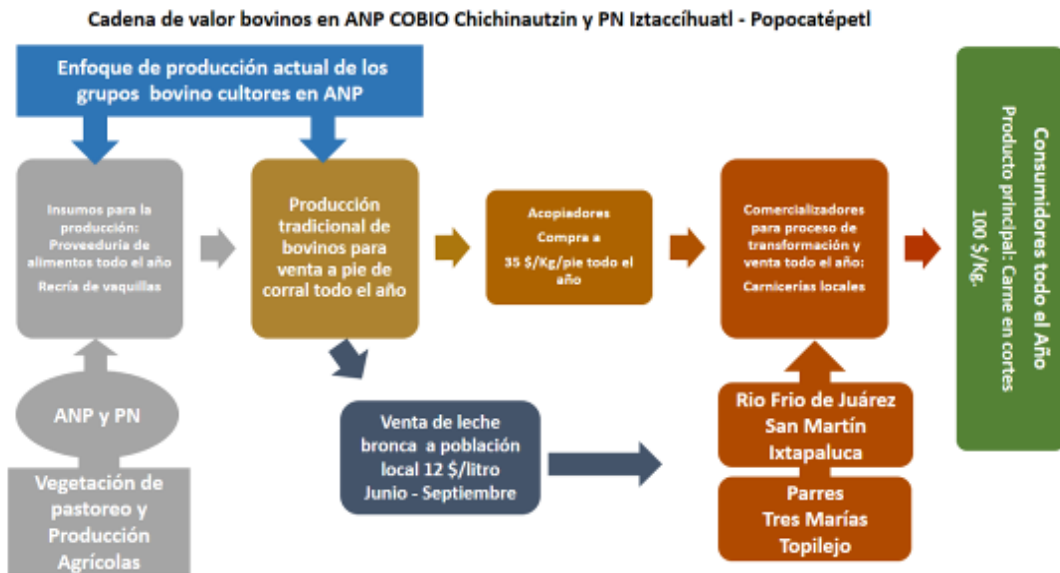 Cadena de valor bovinos en ANP COBIO Chichinautzin y PN Iztaccíhuatl - Popocatépetl
Enfoque de producción actual de los
grupos bovino cultores en ANP
Insumos para la
producción:
Proveeduría de
alimentos todo el año
Recría de vaquillas
Producción
tradicional de
bovinos para
venta a pie de
corral todo el año
Acopiadores
Compra a
35 $/Kg/pie todo el
año
Comercializadores
para proceso de
transformación y
venta todo el año:
Carnicerías locales
Consumidores todo el Año
Producto principal: Carne en cortes
100 $/Kg.
ANP y PN
Vegetación de
pastoreo y
Producción
Agrícolas
Venta de leche
bronca a población
local 12 $/litro
Junio - Septiembre
Rio Frio de Juárez
San Martín
Ixtapaluca
Parres
Tres Marías
Topilejo